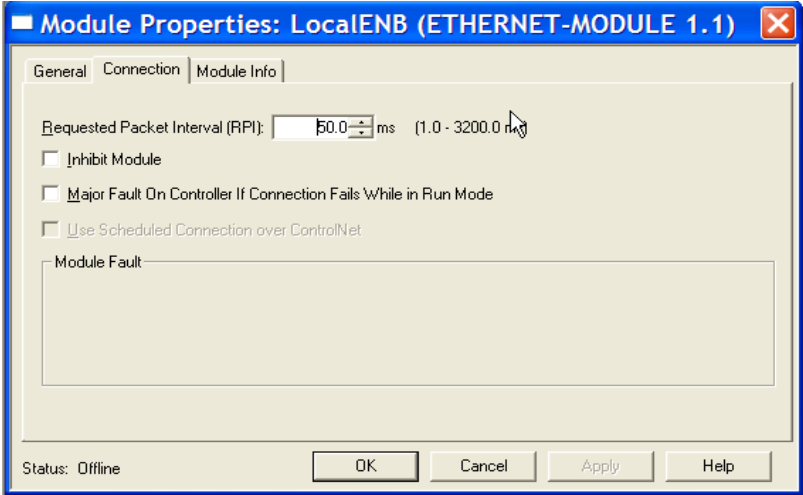 Module Properties: LocalENB (ETHERNET-MODULE 1.1)
General Connection Module Info
Requested Packet Interval (RPI): 50.0 ms (1.0 - 3200.0
Inhibit Module
Major Fault On Controller If Connection Fails While in Run Mode
Use Scheduled Connection over ControlNet
Module Fault
Status: Offline OK Cancel Apply Help